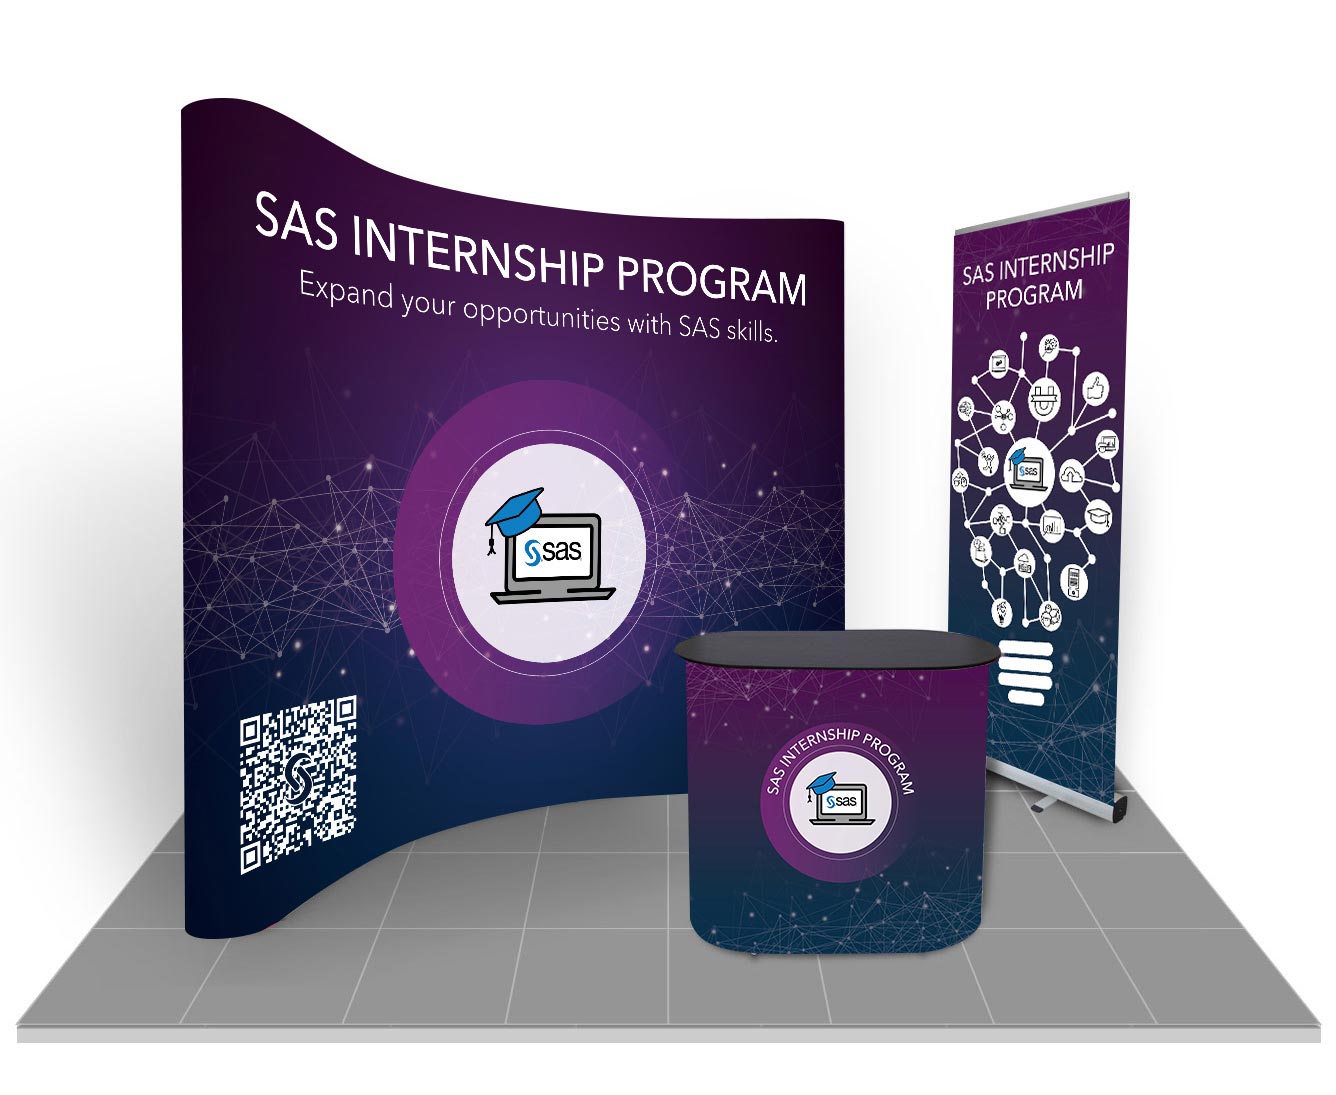 SAS INTERNSHIP PROGRAM
Expand your opportunities with SAS skills.
sas
SAS INTERNSHIP
PROGRAM
sas
SAS INTERNSHIP PROGRAM
sas